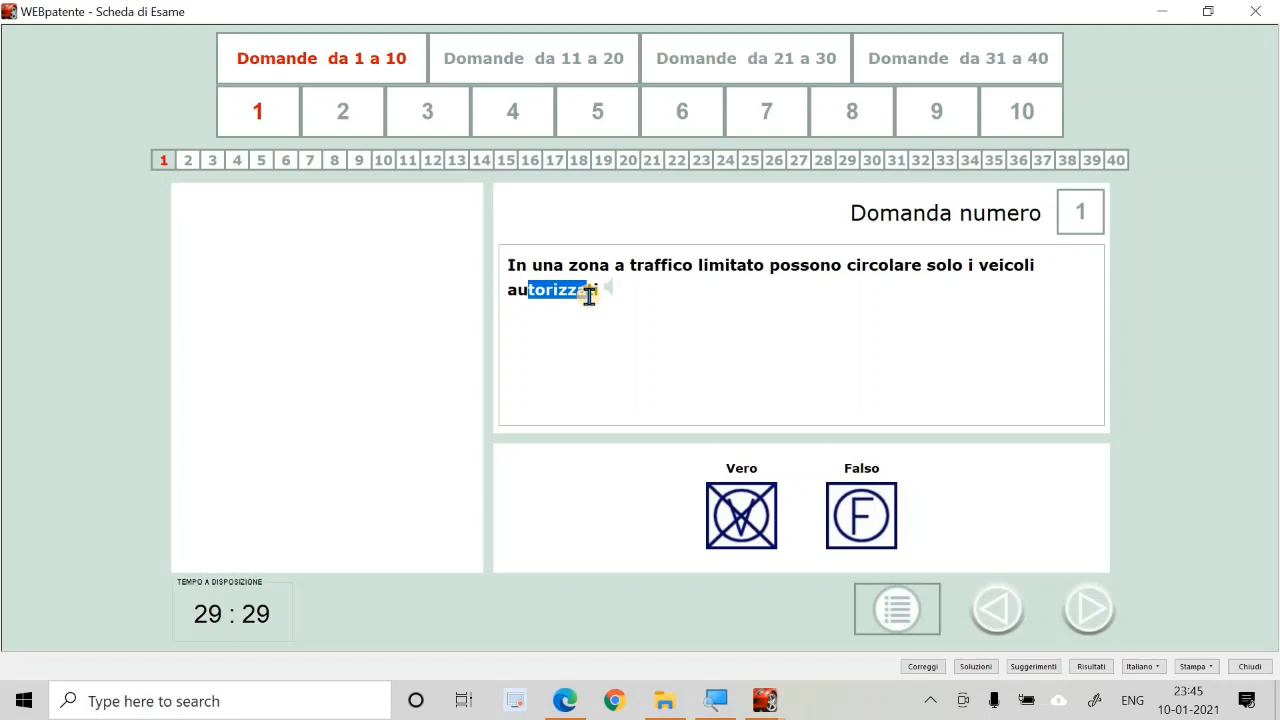 WEBpatente - Scheda di Esame
Domande da 1 a 10
Domande da 11 a 20
Domande da 21 a 30
Domande da 31 a 40
1 2 3 4 5 6 7 8 9 10
1 2 3 4 5 6 7 8 9 10 11 12 13 14 15 16 17 18 19 20 21 22 23 24 25 26 27 28 29 30 31 32 33 34 35 36 37 38 39 40
Domanda numero 1
In una zona a traffico limitato possono circolare solo i veicoli
autorizzati
Vero Falso
V F
TEMPO A DISPOSIZIONE
29 : 29
Correggi Soluzioni Suggerimenti Risultati Italiano Stampa Chiudi
Type here to search
ENG
23:45
10-01-2021